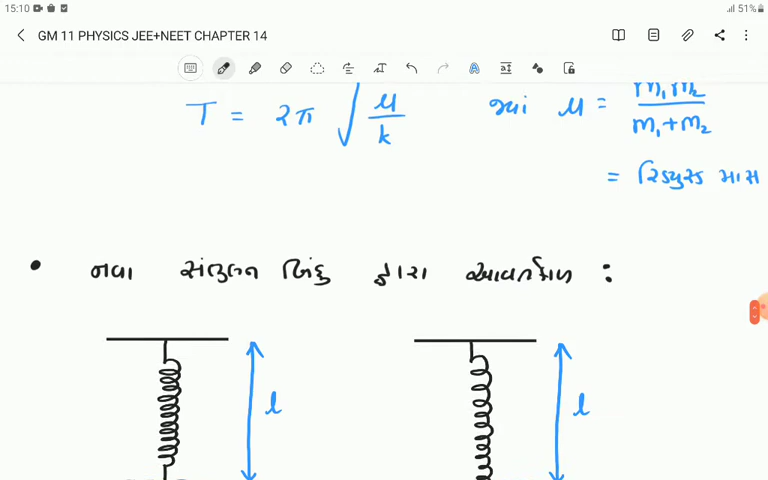 15:10 51%
GM 11 PHYSICS JEE+NEET CHAPTER 14
T = 2π √ μ/k જ્યાં μ = m₁m₂/m₁+m₂
= રિડ્યુસ્ડ માસ
• નવા સંતુલન બિંદુ દ્વારા આવર્તકાળ :
l l